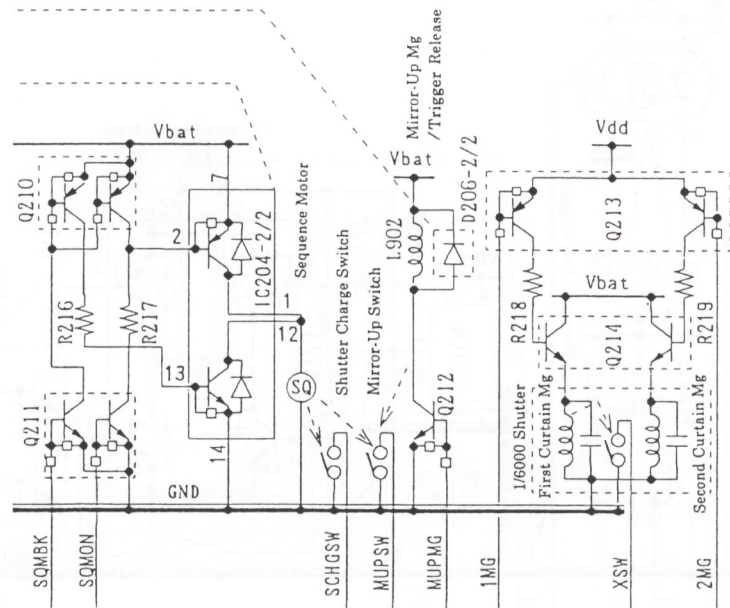 Mirror-Up Mg
/Trigger Release
Vbat
Vbat
Vdd
Q210
7
2
IC204-2/2
Sequence Motor
L902
D206-2/2
Q213
R216
R217
1
12
Shutter Charge Switch
Mirror-Up Switch
Vbat
R218
R219
Q214
13
SQ
Q211
14
Q212
1/6000 Shutter
First Curtain Mg
Second Curtain Mg
GND
SQMBK
SQMON
SCHGSW
MUPSW
MUPMG
1MG
XSW
2MG